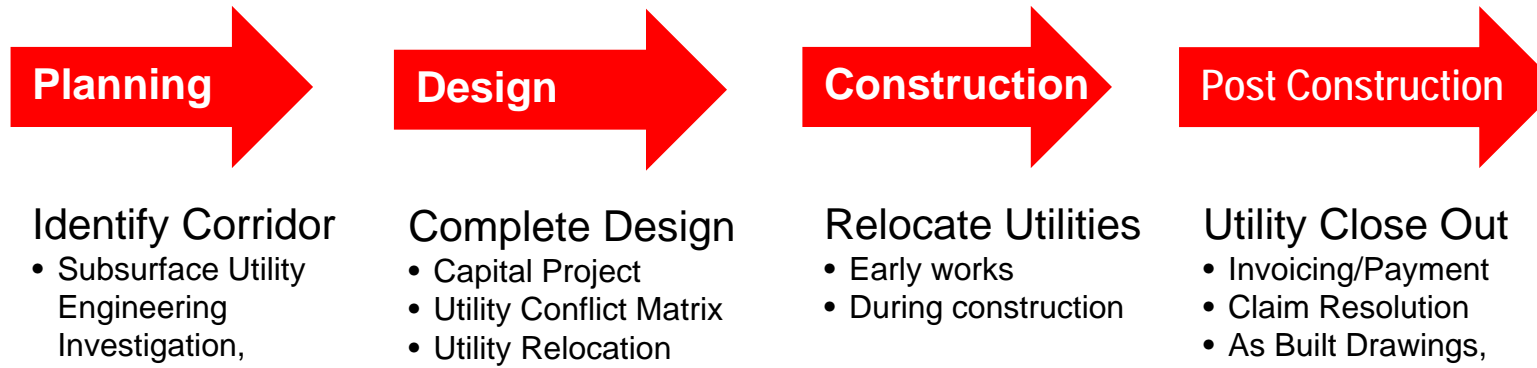 Planning
Design
Construction
Post Construction
Identify Corridor
• Subsurface Utility
Engineering
Investigation,
Complete Design
• Capital Project
• Utility Conflict Matrix
• Utility Relocation
Relocate Utilities
• Early works
• During construction
Utility Close Out
• Invoicing/Payment
• Claim Resolution
• As Built Drawings,